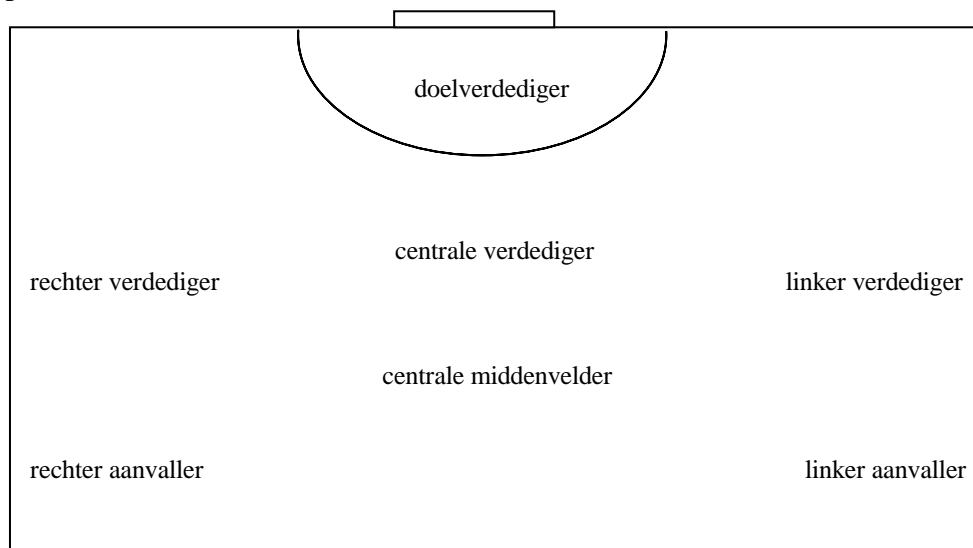 doelverdediger
centrale verdediger
rechter verdediger
linker verdediger
centrale middenvelder
rechter aanvaller
linker aanvaller